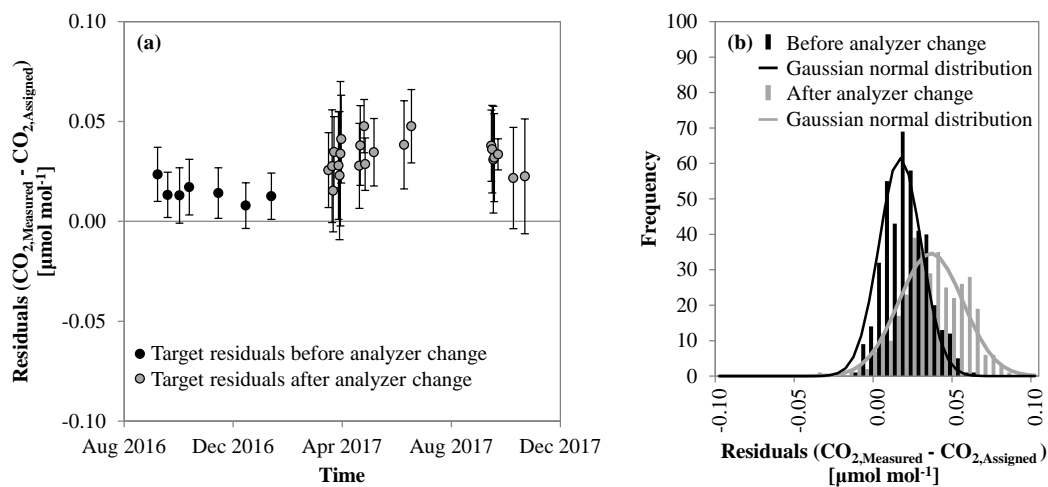 (a)
0.10
0.05
0.00
-0.05
-0.10
Residuals (CO2,Measured - CO2,Assigned)
[µmol mol-1]
Target residuals before analyzer change
Target residuals after analyzer change
Aug 2016
Dec 2016
Apr 2017
Aug 2017
Dec 2017
Time
(b)
Before analyzer change
Gaussian normal distribution
After analyzer change
Gaussian normal distribution
100
90
80
70
60
50
40
30
20
10
0
Frequency
-0.10
-0.05
0.00
0.05
0.10
Residuals (CO2,Measured - CO2,Assigned)
[µmol mol-1]